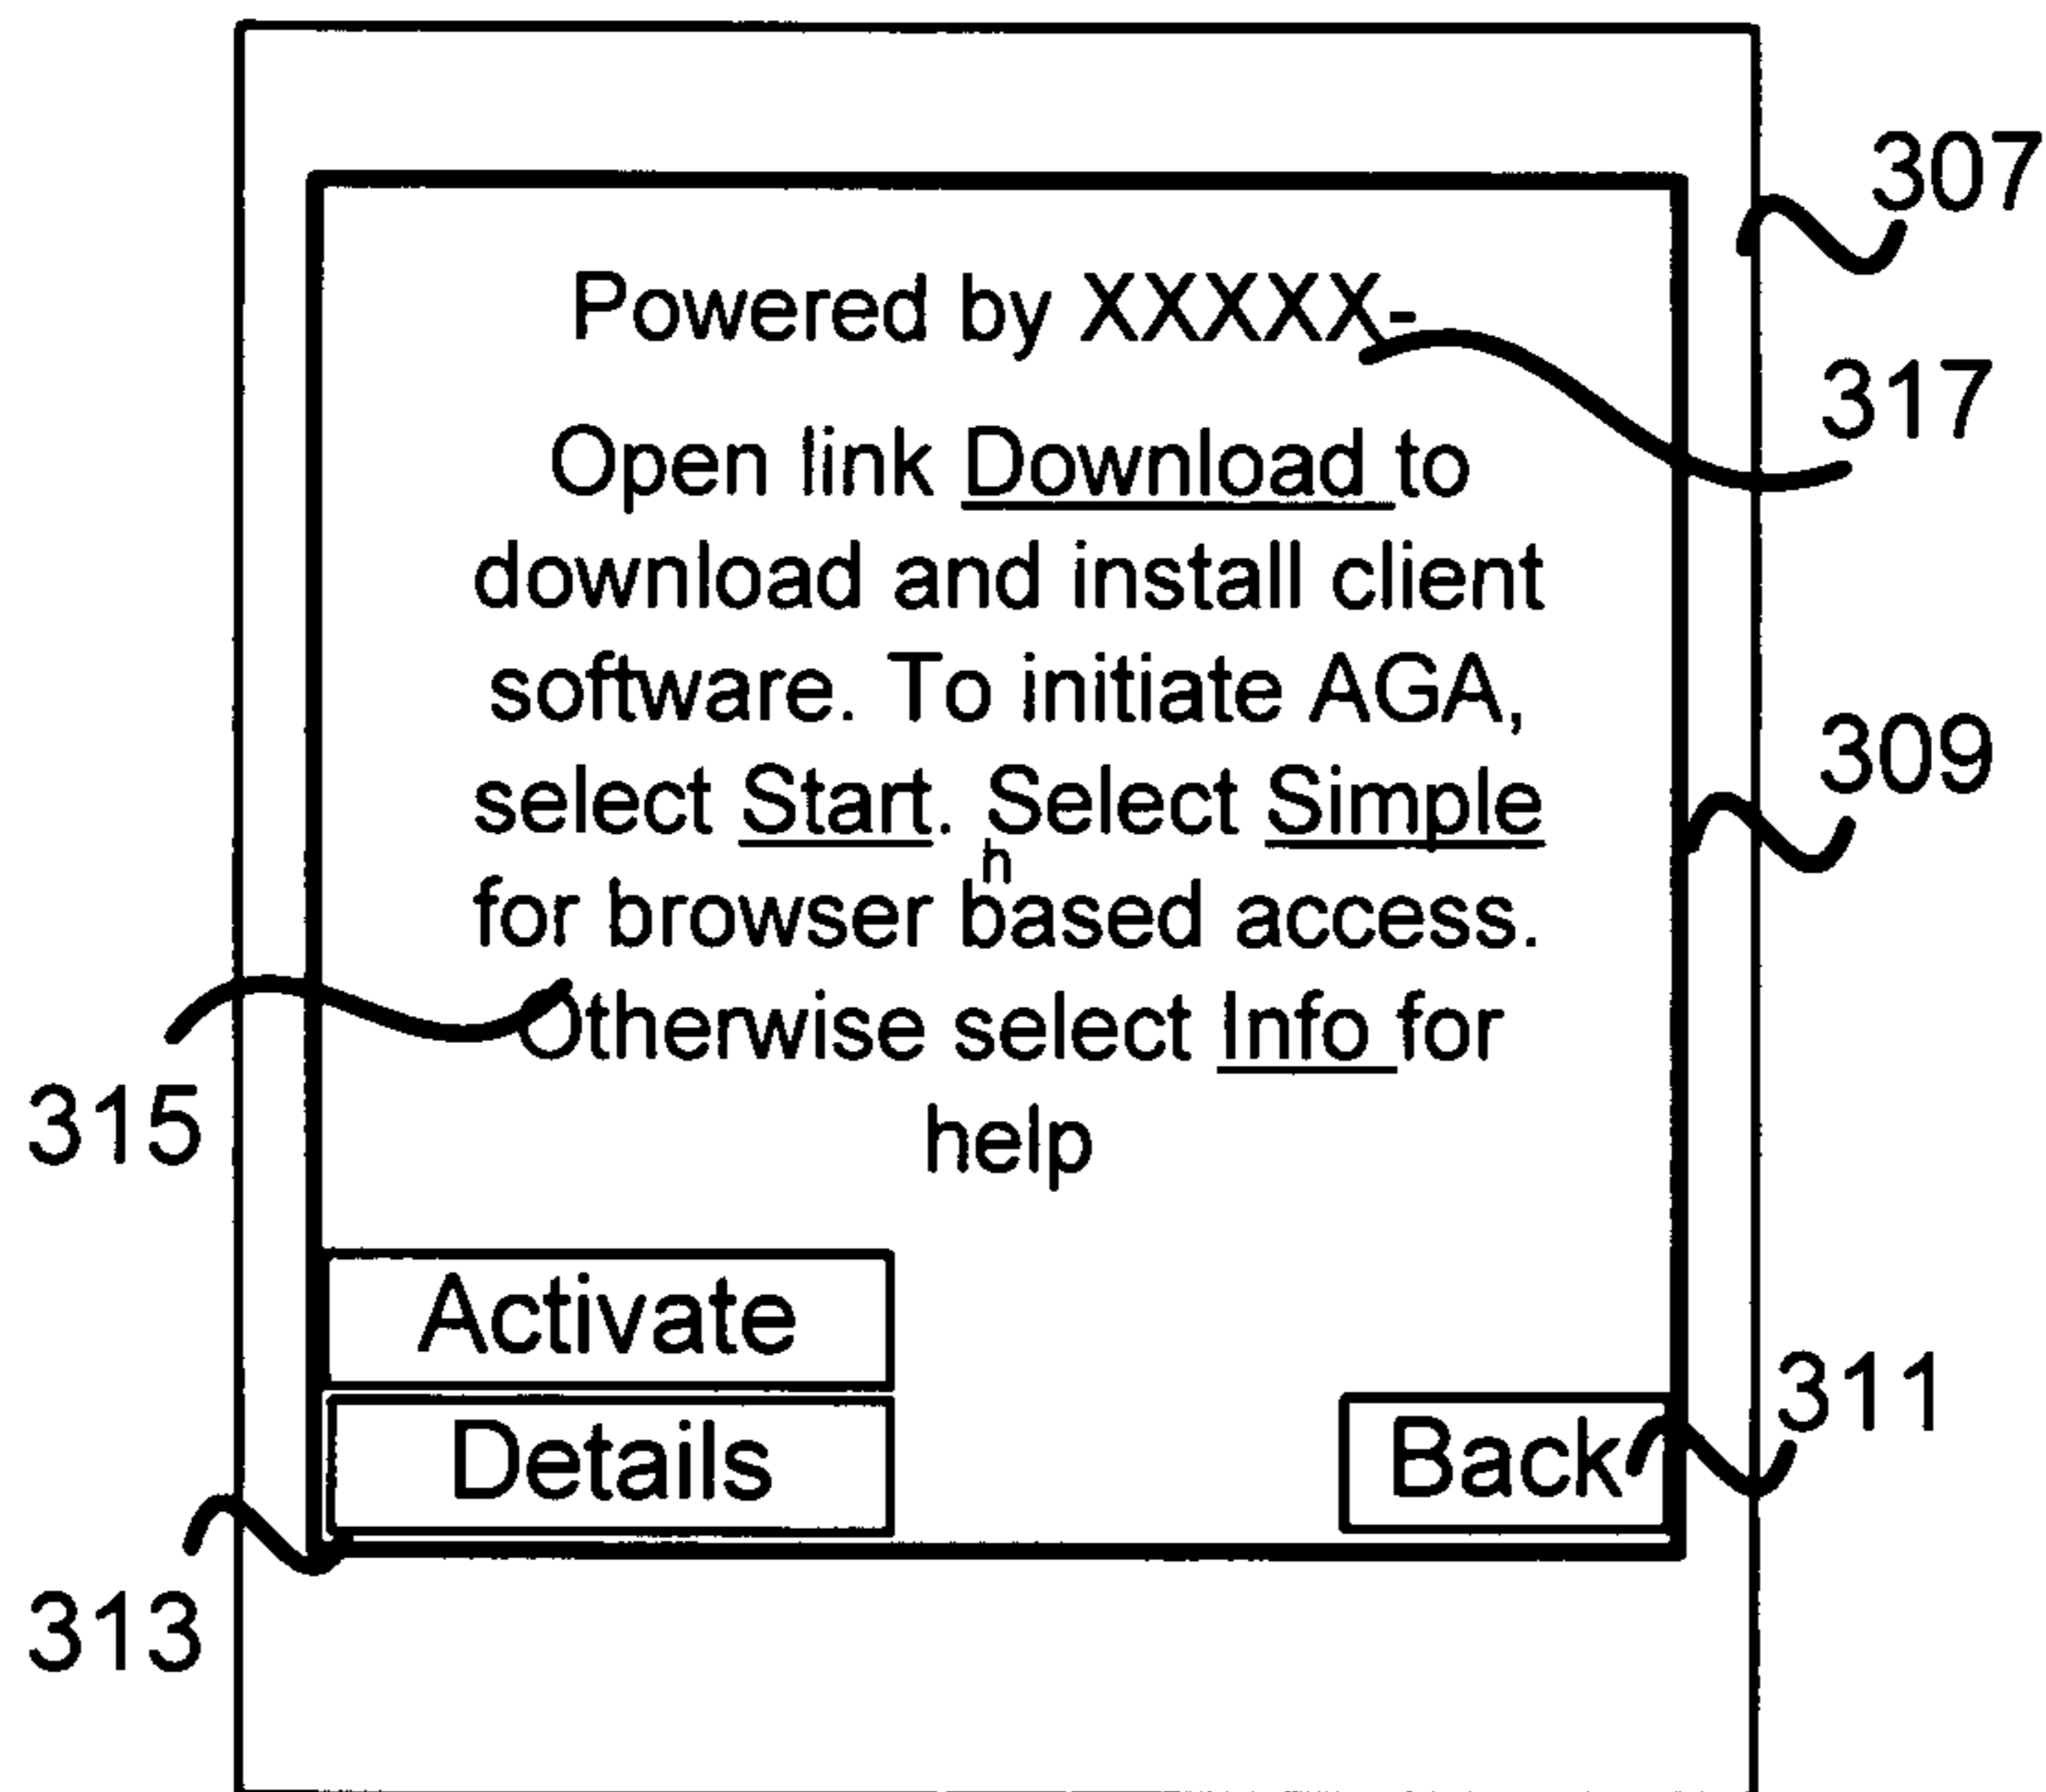 307
Powered by XXXXX-
317
Open link Download to
download and install client
software. To initiate AGA,
309
select Start. Select Simple
h
for browser based access.
Otherwise select Info for
315
help
Activate
311
Details
Back
313